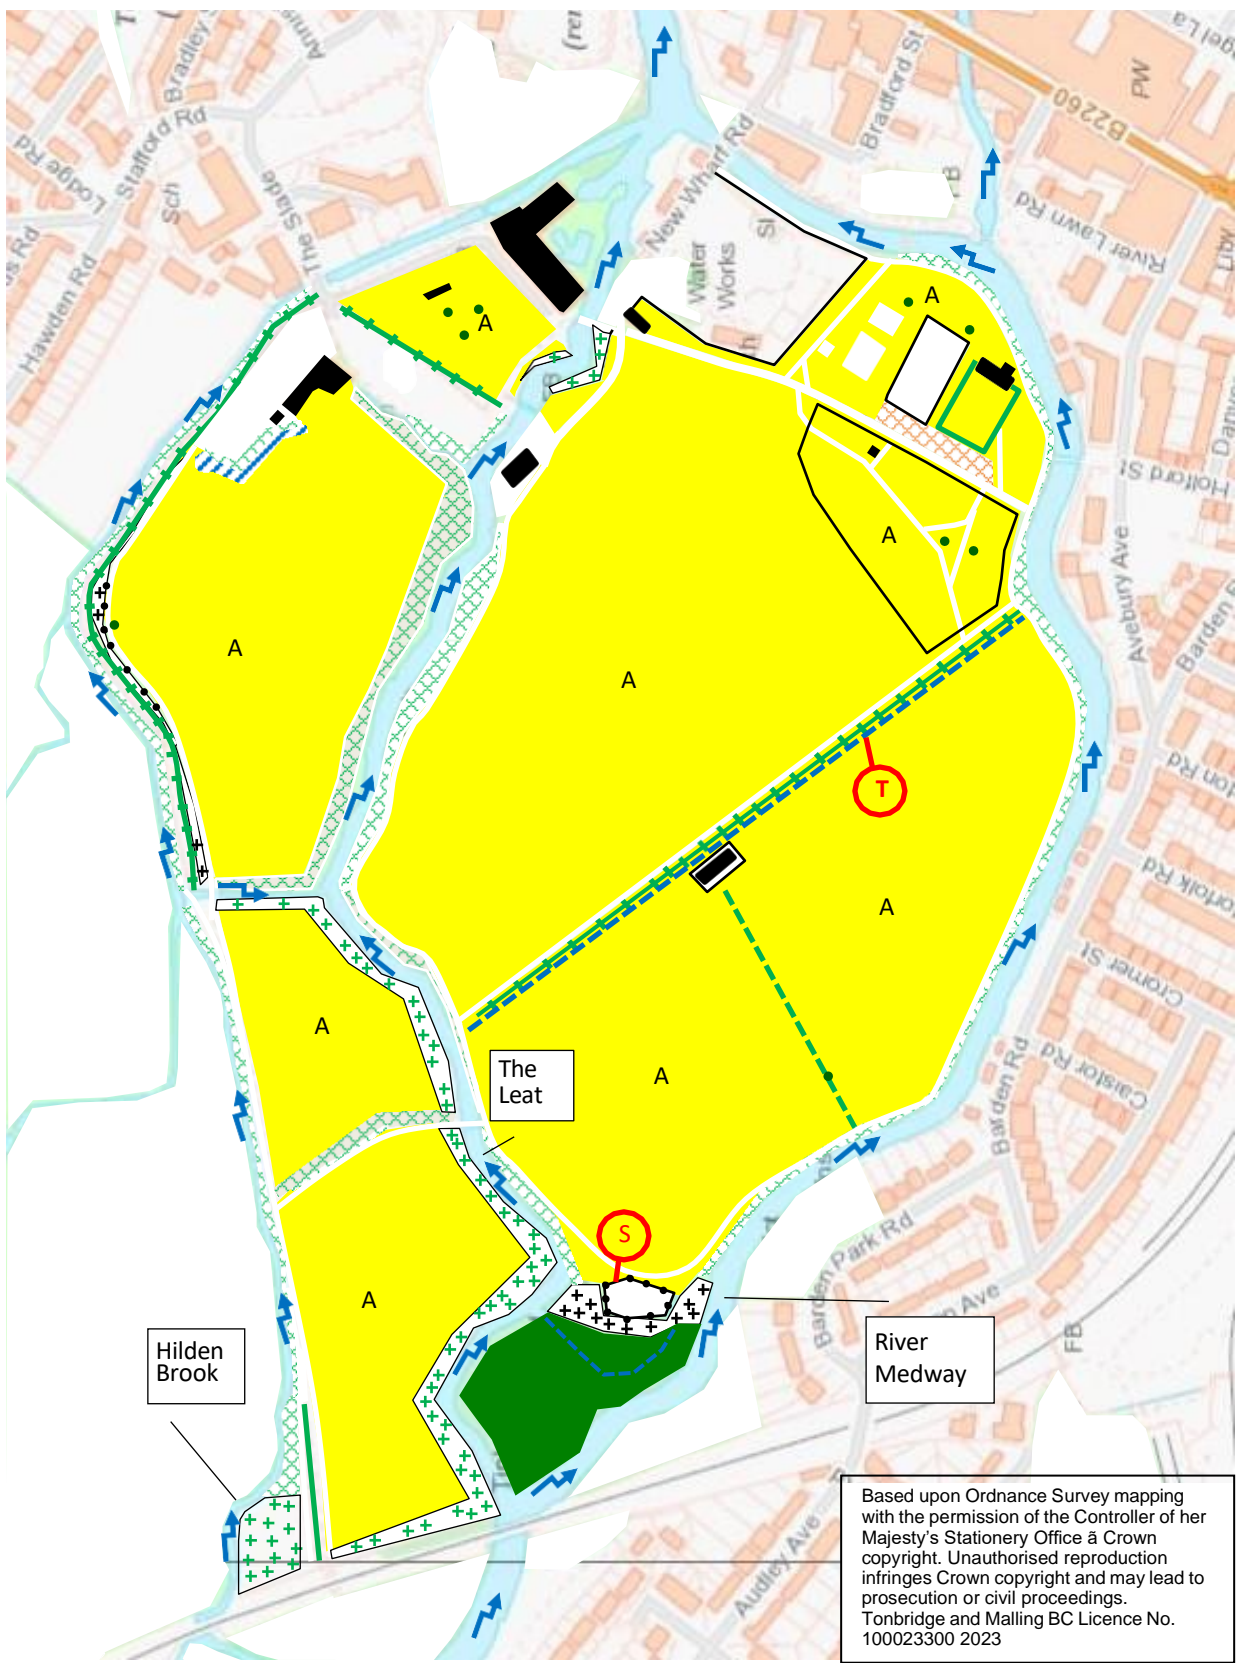 Lodge Rd
Stafford Rd
Bradley
Sch
The Slade
Hawden Rd
New Wharf Rd
Bradford St
B2260
PW
River Lawn Rd
Water
Works
A
A
A
A
A
A
A
A
A
T
S
Holford St
Avebury Ave
Cromer St
Caistor Rd
Barden Rd
Barden Park Rd
FB
Audley Ave
The
Leat
Hilden
Brook
River
Medway
Based upon Ordnance Survey mapping
with the permission of the Controller of her
Majesty’s Stationery Office ã Crown
copyright. Unauthorised reproduction
infringes Crown copyright and may lead to
prosecution or civil proceedings.
Tonbridge and Malling BC Licence No.
100023300 2023